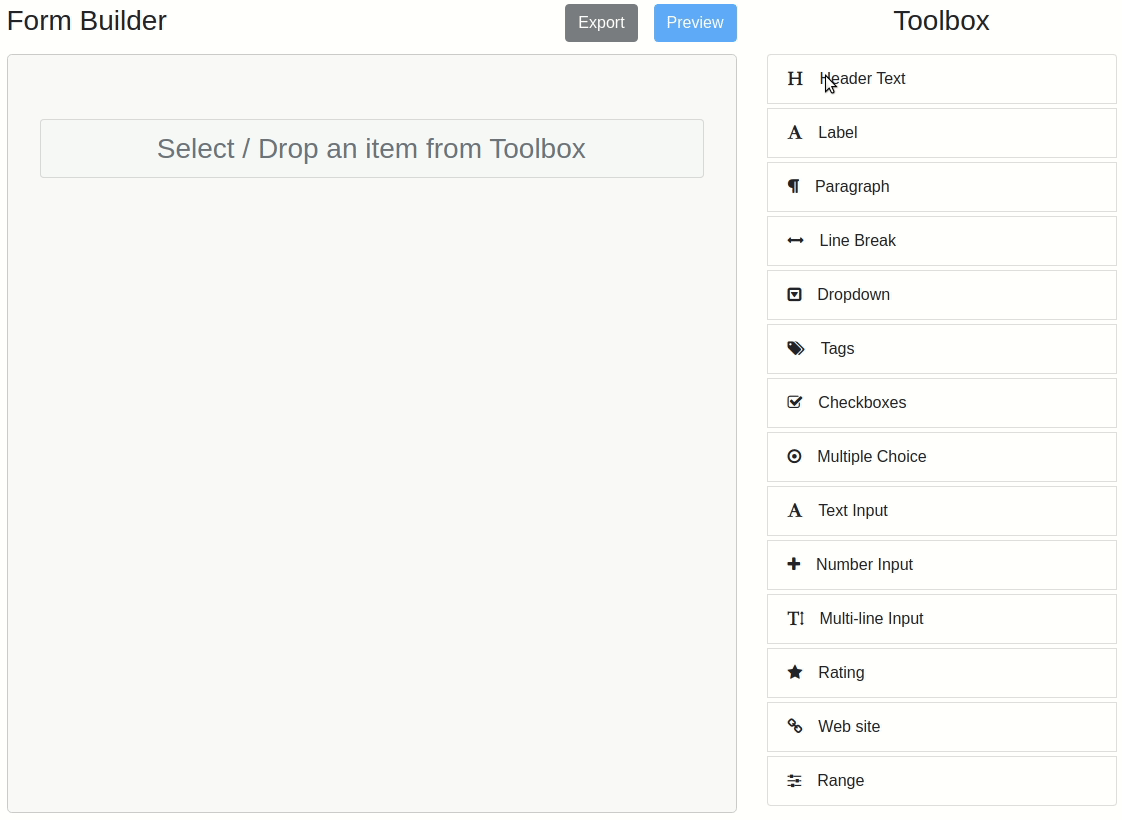 Form Builder
Export
Preview
Toolbox
Select / Drop an item from Toolbox
Header Text
Label
Paragraph
Line Break
Dropdown
Tags
Checkboxes
Multiple Choice
Text Input
Number Input
Multi-line Input
Rating
Web site
Range